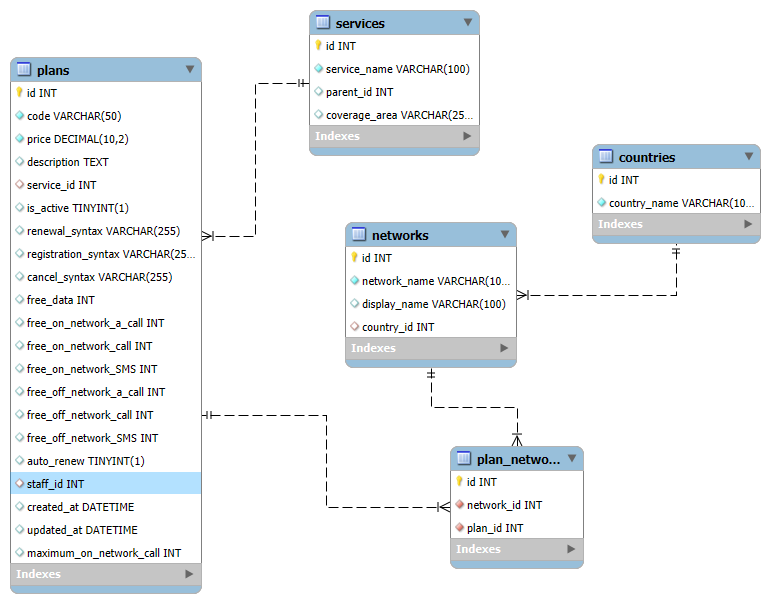 services
id INT
service_name VARCHAR(100)
parent_id INT
coverage_area VARCHAR(25...
Indexes
plans
id INT
code VARCHAR(50)
price DECIMAL(10,2)
description TEXT
service_id INT
is_active TINYINT(1)
renewal_syntax VARCHAR(255)
registration_syntax VARCHAR(25...
cancel_syntax VARCHAR(255)
free_data INT
free_on_network_a_call INT
free_on_network_call INT
free_on_network_SMS INT
free_off_network_a_call INT
free_off_network_call INT
free_off_network_SMS INT
auto_renew TINYINT(1)
staff_id INT
created_at DATETIME
updated_at DATETIME
maximum_on_network_call INT
Indexes
countries
id INT
country_name VARCHAR(10...
Indexes
networks
id INT
network_name VARCHAR(10...
display_name VARCHAR(100)
country_id INT
Indexes
plan_netwo...
id INT
network_id INT
plan_id INT
Indexes